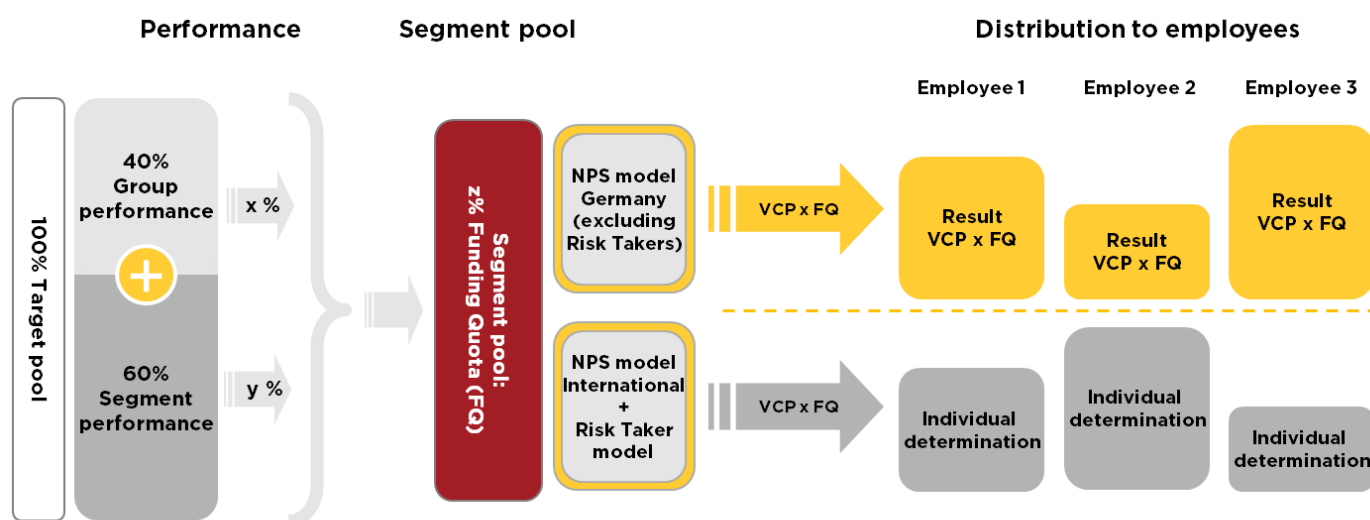 Performance
Segment pool
Distribution to employees
Employee 1
Employee 2
Employee 3
100% Target pool
40%
Group
performance
+
60%
Segment
performance
x %
y %
Segment pool:
z% Funding Quota (FQ)
NPS model
Germany
(excluding
Risk Takers)
VCP x FQ
Result
VCP x FQ
Result
VCP x FQ
Result
VCP x FQ
NPS model
International
+
Risk Taker
model
VCP x FQ
Individual
determination
Individual
determination
Individual
determination